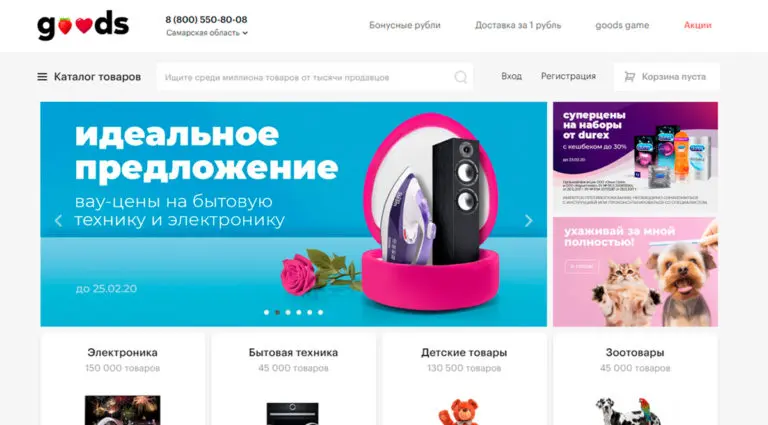 goods
8 (800) 550-80-08
Самарская область
Бонусные рубли
Доставка за 1 рубль
goods game
Акции
Каталог товаров
Ищите среди миллиона товаров от тысячи продавцов
Вход
Регистрация
Корзина пуста
идеальное
предложение
вау-цены на бытовую
технику и электронику
до 25.02.20
суперцены
на наборы
от durex
с кешбеком до 30%
ухаживай за мной
полностью!
Электроника
150 000 товаров
Бытовая техника
45 000 товаров
Детские товары
130 500 товаров
Зоотовары
45 000 товаров